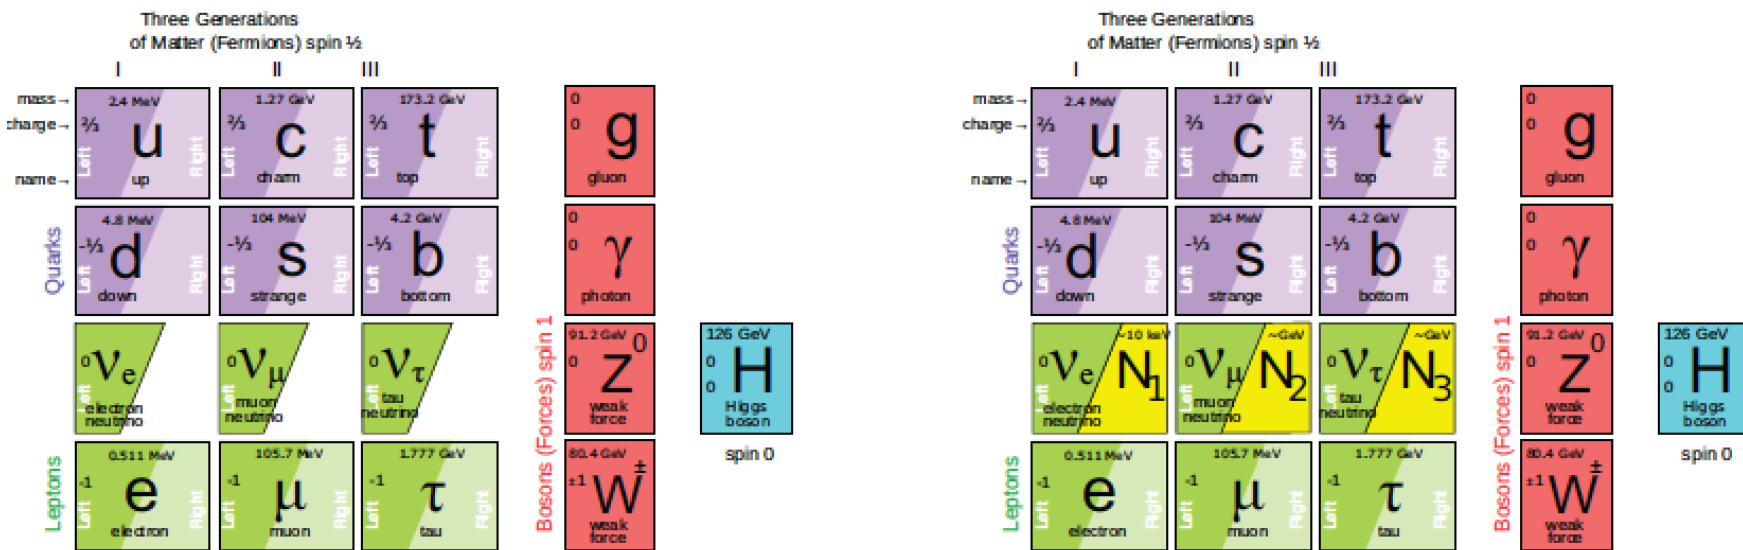 Three Generations
of Matter (Fermions) spin ½
I II III
mass→ 2.4 MeV 1.27 GeV 173.2 GeV 0
charge→ ⅔ ⅔ ⅔ 0
Left u Right Left c Right Left t Right g
name→ up charm top gluon
Quarks
4.8 MeV 104 MeV 4.2 GeV 0
-⅓ -⅓ -⅓ 0
Left d Right Left s Right Left b Right γ
down strange bottom photon
91.2 GeV 126 GeV
0 νe 0 νμ 0 ντ 0 Z0 0 H
0
Left Left Left
electron neutrino muon neutrino tau neutrino weak force Higgs boson
spin 0
Bosons (Forces) spin 1
Leptons
0.511 MeV 105.7 MeV 1.777 GeV 80.4 GeV
-1 -1 -1 ±1
Left e Right Left μ Right Left τ Right W±
electron muon tau weak force
Three Generations
of Matter (Fermions) spin ½
I II III
mass→ 2.4 MeV 1.27 GeV 173.2 GeV 0
charge→ ⅔ ⅔ ⅔ 0
Left u Right Left c Right Left t Right g
name→ up charm top gluon
Quarks
4.8 MeV 104 MeV 4.2 GeV 0
-⅓ -⅓ -⅓ 0
Left d Right Left s Right Left b Right γ
down strange bottom photon
~10 keV ~GeV ~GeV 91.2 GeV 126 GeV
0 νe N1 0 νμ N2 0 ντ N3 0 Z0 0 H
0
Left Left Left
electron neutrino muon neutrino tau neutrino weak force Higgs boson
spin 0
Bosons (Forces) spin 1
Leptons
0.511 MeV 105.7 MeV 1.777 GeV 80.4 GeV
-1 -1 -1 ±1
Left e Right Left μ Right Left τ Right W±
electron muon tau weak force